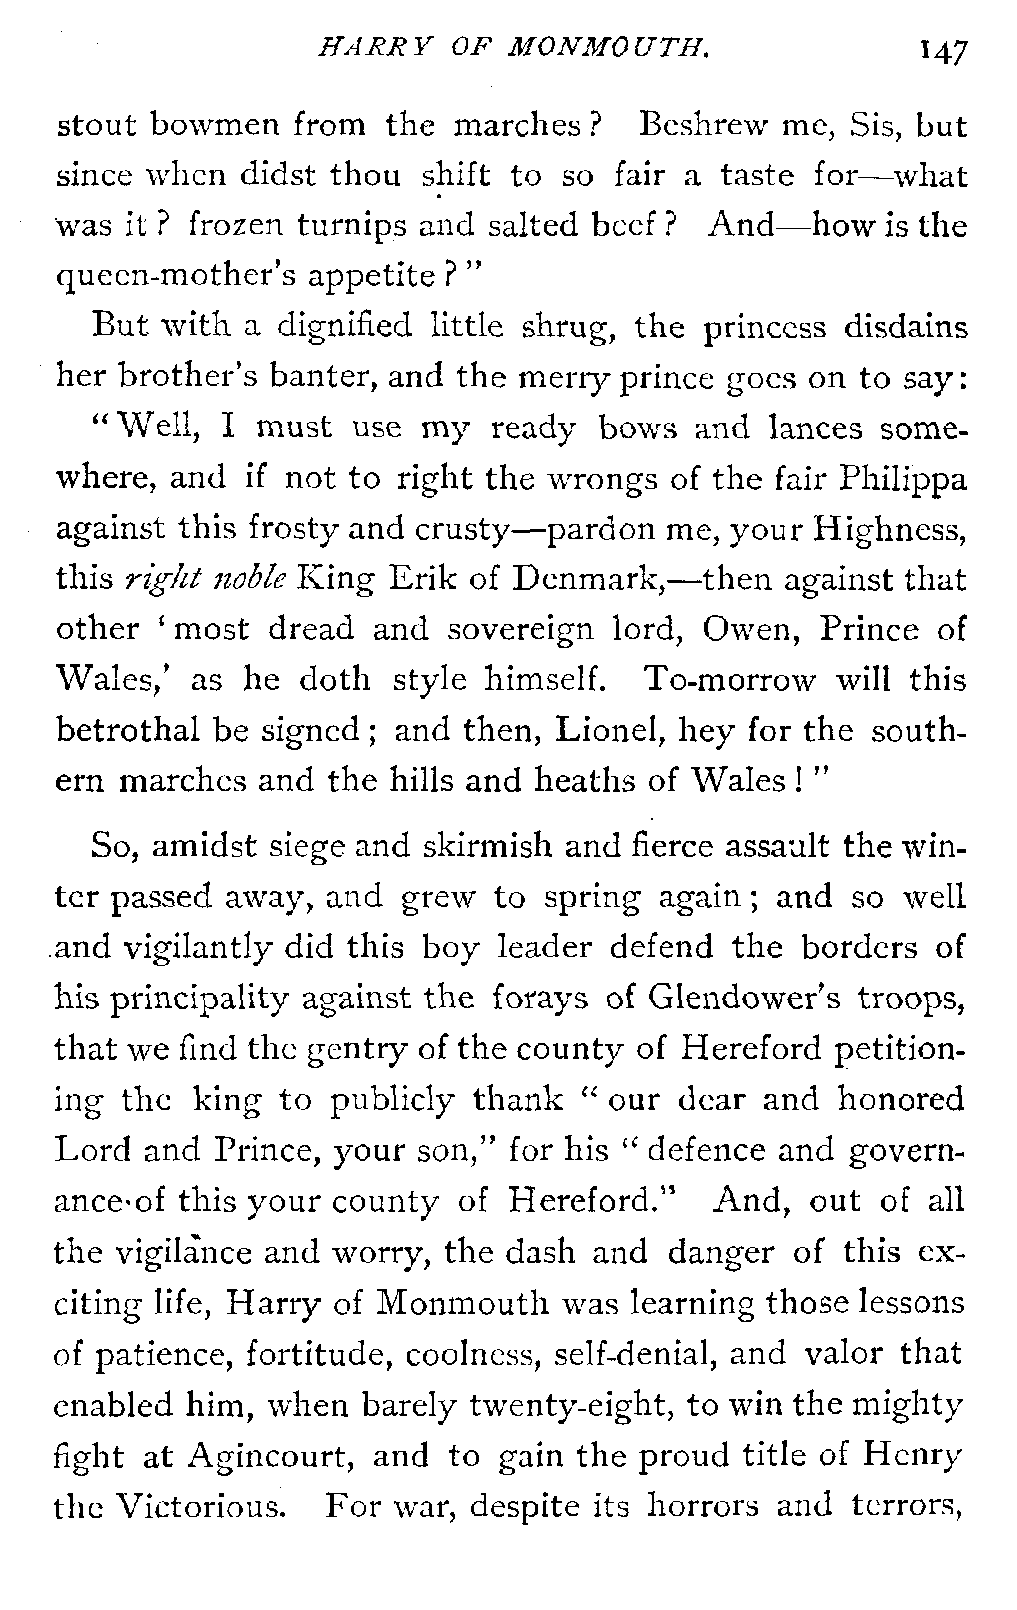 HARRY OF MONMOUTH. 147
stout bowmen from the marches? Beshrew me, Sis, but
since when didst thou shift to so fair a taste for—what
was it? frozen turnips and salted beef? And—how is the
queen-mother's appetite?"
But with a dignified little shrug, the princess disdains
her brother's banter, and the merry prince goes on to say:
"Well, I must use my ready bows and lances some-
where, and if not to right the wrongs of the fair Philippa
against this frosty and crusty—pardon me, your Highness,
this right noble King Erik of Denmark,—then against that
other 'most dread and sovereign lord, Owen, Prince of
Wales,' as he doth style himself. To-morrow will this
betrothal be signed; and then, Lionel, hey for the south-
ern marches and the hills and heaths of Wales!"
So, amidst siege and skirmish and fierce assault the win-
ter passed away, and grew to spring again; and so well
and vigilantly did this boy leader defend the borders of
his principality against the forays of Glendower's troops,
that we find the gentry of the county of Hereford petition-
ing the king to publicly thank "our dear and honored
Lord and Prince, your son," for his "defence and govern-
ance of this your county of Hereford." And, out of all
the vigilance and worry, the dash and danger of this ex-
citing life, Harry of Monmouth was learning those lessons
of patience, fortitude, coolness, self-denial, and valor that
enabled him, when barely twenty-eight, to win the mighty
fight at Agincourt, and to gain the proud title of Henry
the Victorious. For war, despite its horrors and terrors,